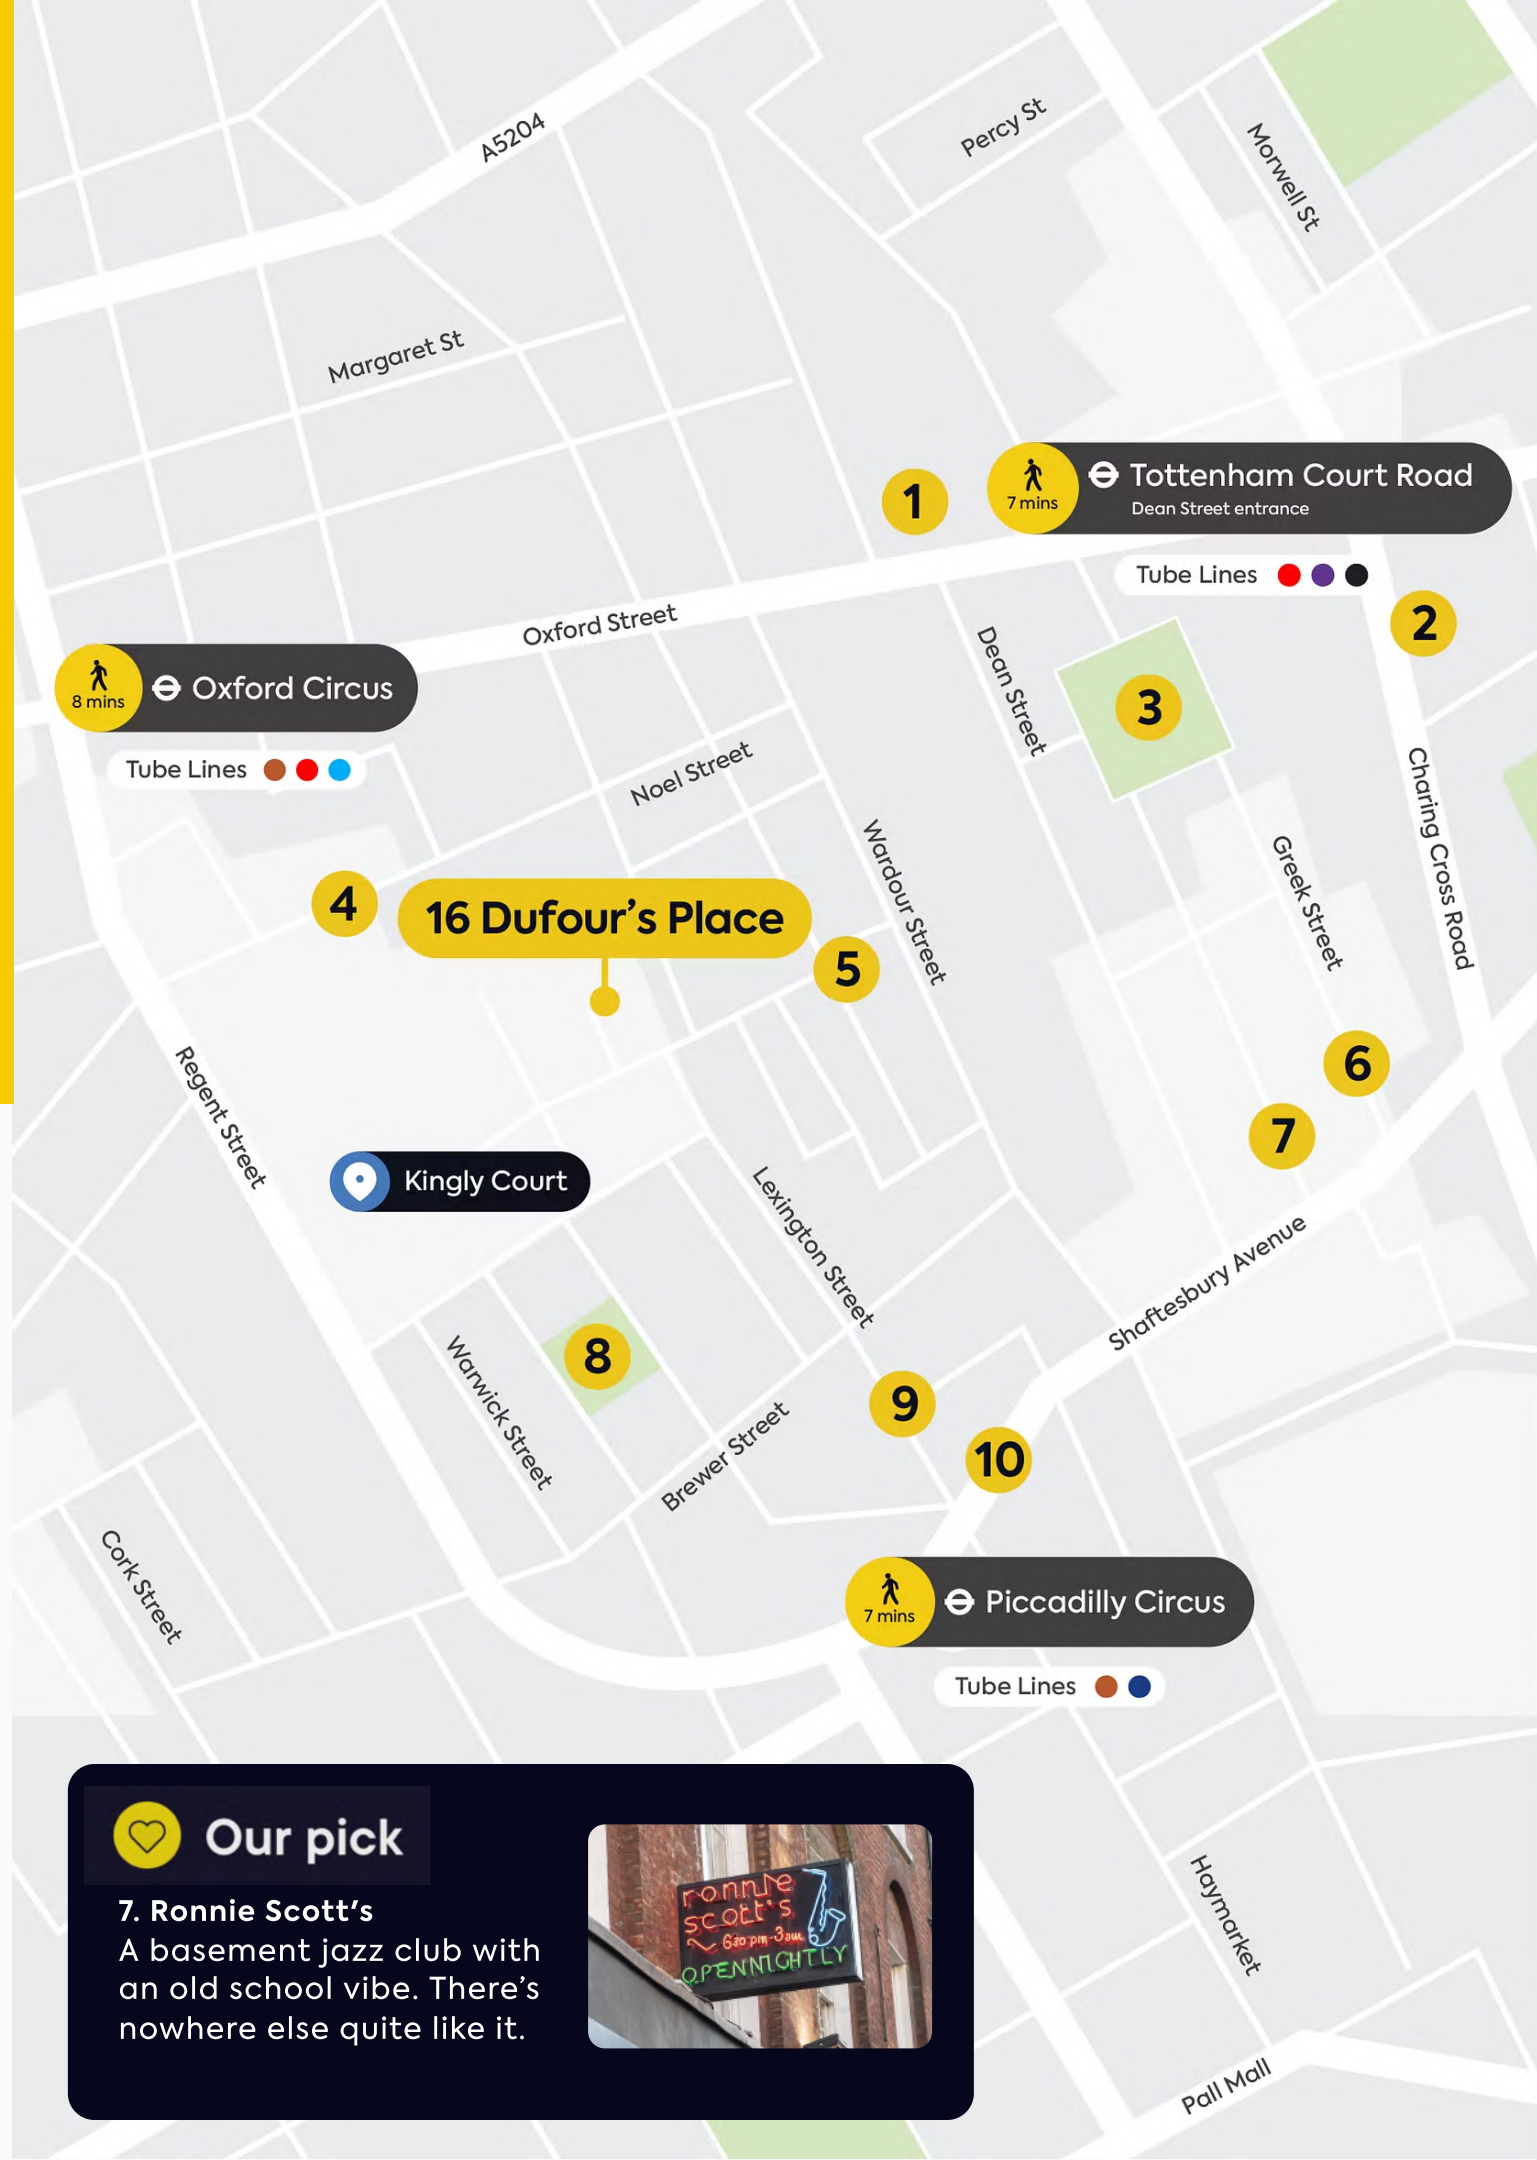 A5204
Percy St
Morwell St
Margaret St
1
7 mins
Tottenham Court Road
Dean Street entrance
Tube Lines
2
Oxford Street
Dean Street
8 mins
Oxford Circus
Tube Lines
3
Noel Street
Charing Cross Road
Wardour Street
Greek Street
4
16 Dufour’s Place
5
6
Regent Street
7
Kingly Court
Lexington Street
Shaftesbury Avenue
8
Warwick Street
9
Brewer Street
10
Cork Street
7 mins
Piccadilly Circus
Tube Lines
Our pick
7. Ronnie Scott’s
A basement jazz club with
an old school vibe. There’s
nowhere else quite like it.
ronnie
scott's
6:30 pm-3am
OPEN NIGHTLY
Haymarket
Pall Mall